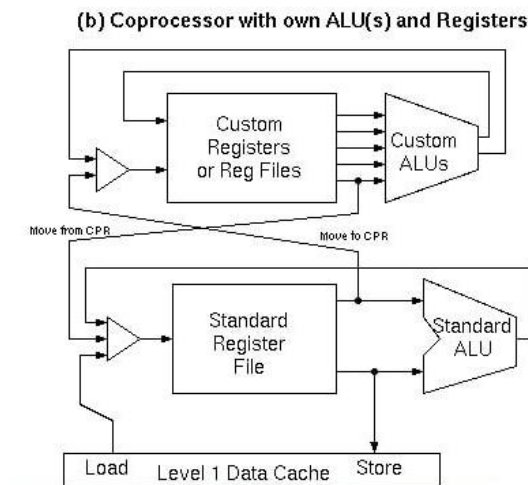 (b) Coprocessor with own ALU(s) and Registers
Custom
Registers
or Reg Files
Custom
ALUs
Move from CPR
Move to CPR
Standard
Register
File
Standard
ALU
Load
Level 1 Data Cache
Store